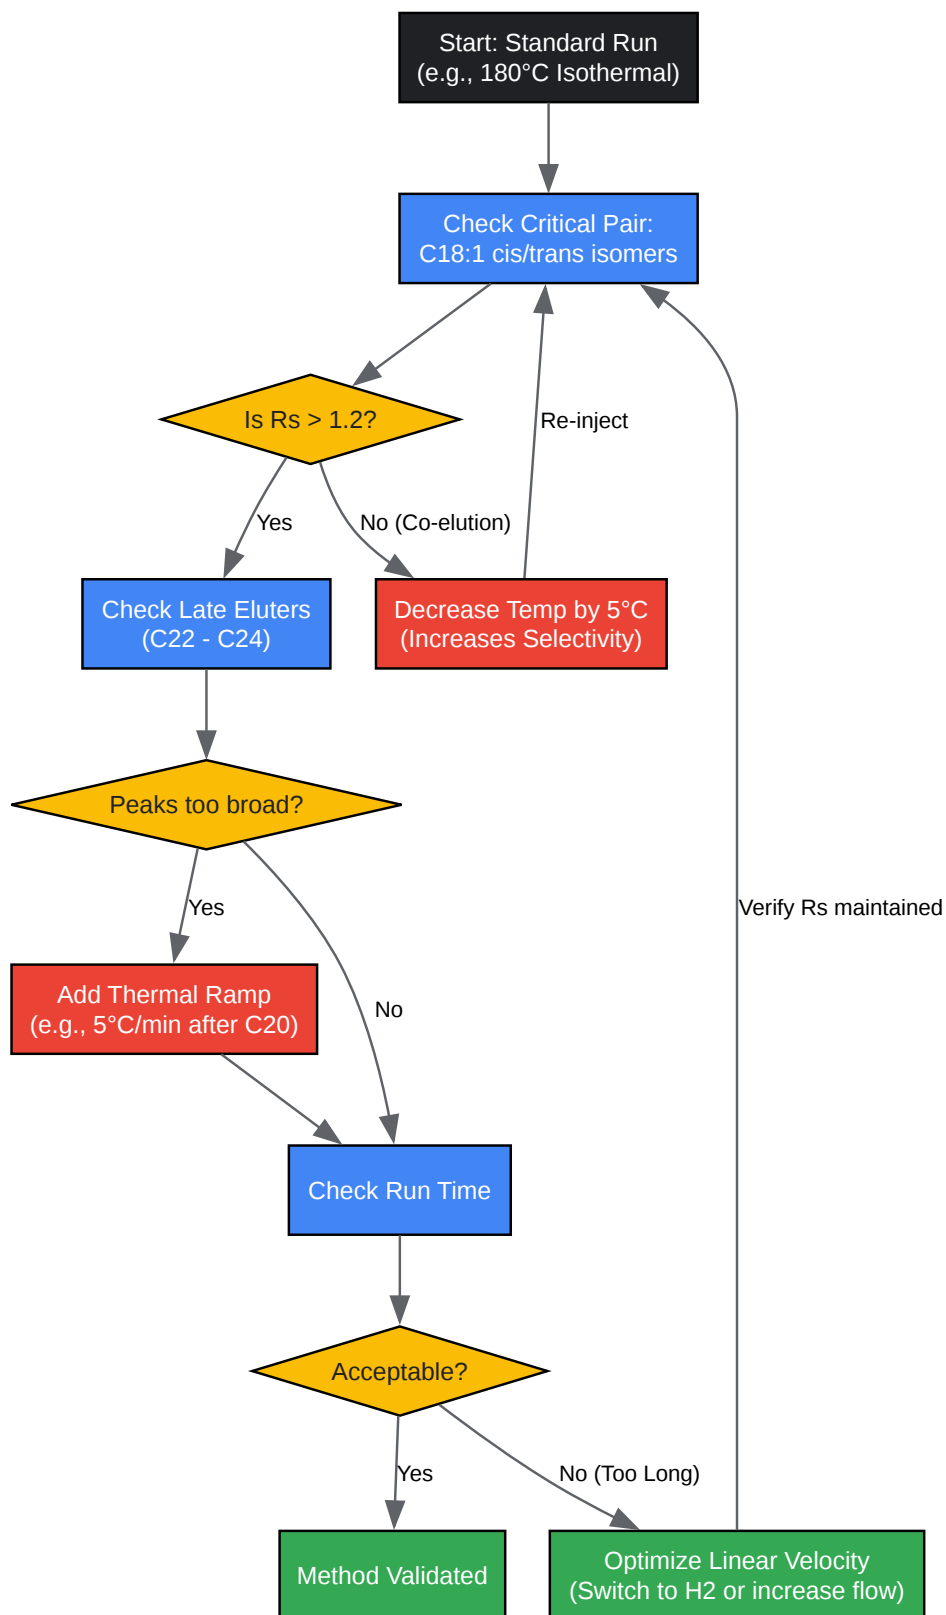 Start: Standard Run
(e.g., 180°C Isothermal)
Check Critical Pair:
C18:1 cis/trans isomers
Is Rs > 1.2?
Re-inject
Yes
No (Co-elution)
Check Late Eluters
(C22 - C24)
Decrease Temp by 5°C
(Increases Selectivity)
Peaks too broad?
Yes
Verify Rs maintained
Add Thermal Ramp
(e.g., 5°C/min after C20)
No
Check Run Time
Acceptable?
Yes
No (Too Long)
Method Validated
Optimize Linear Velocity
(Switch to H2 or increase flow)